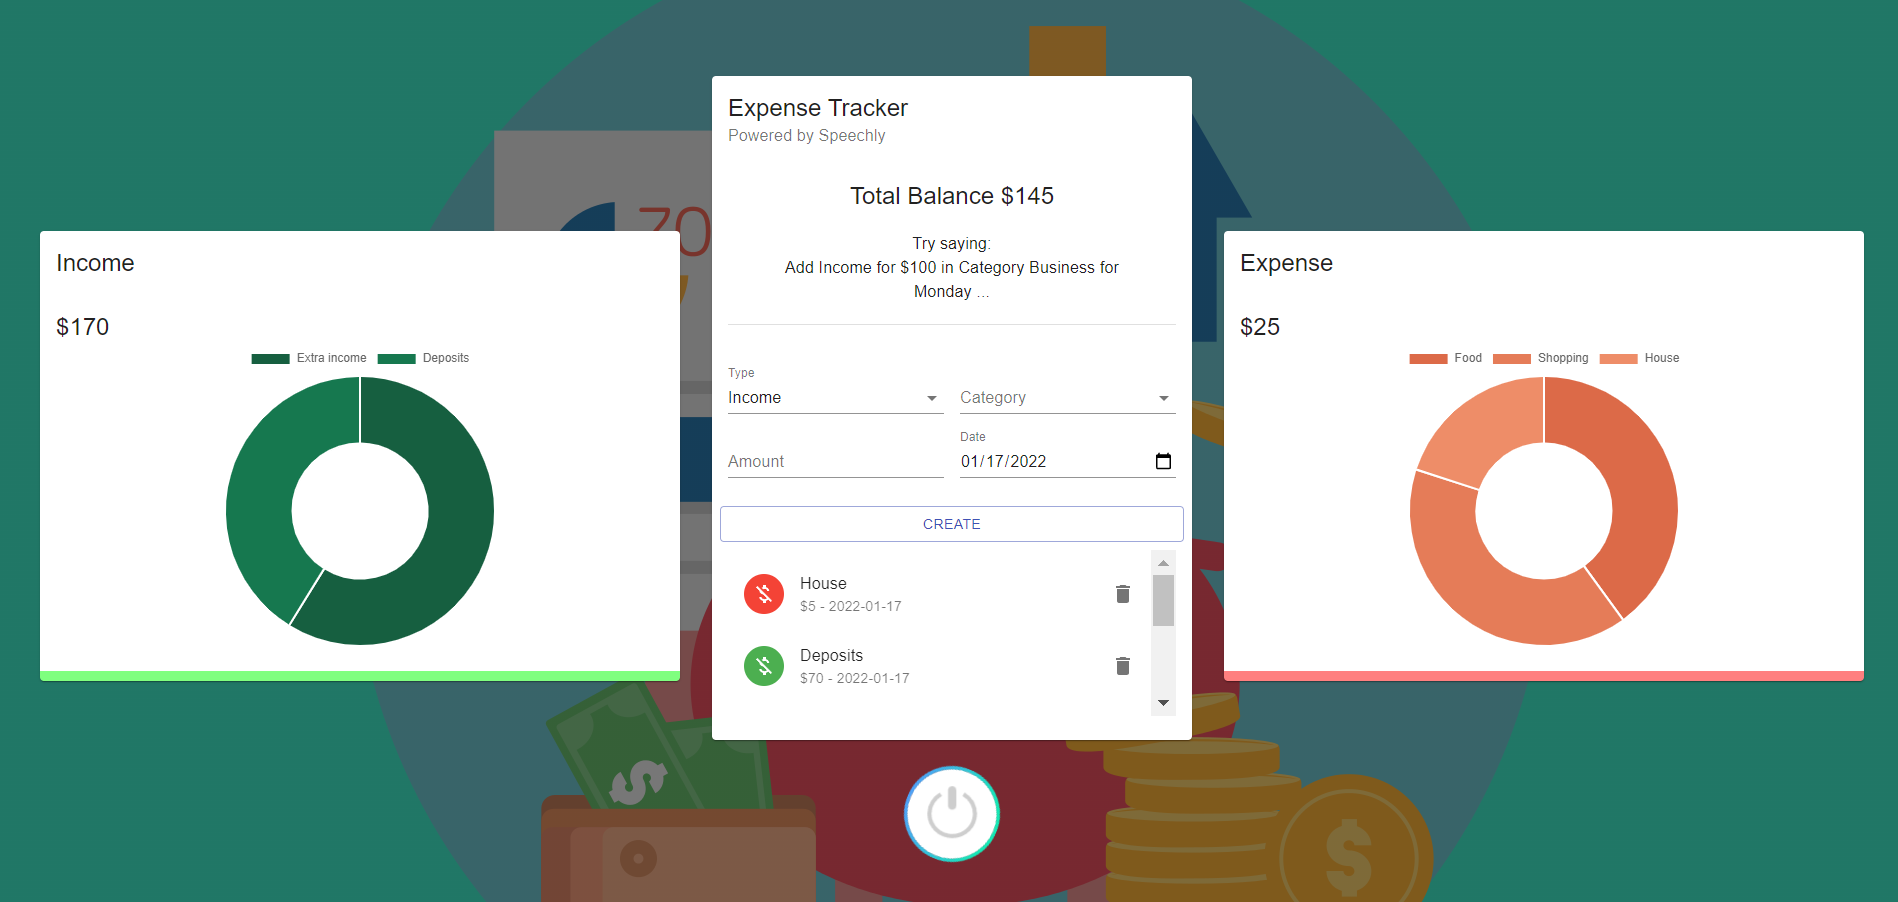 Expense Tracker
Powered by Speechly
Total Balance $145
Try saying:
Add Income for $100 in Category Business for
Monday ...
Type
Income
Category
Amount
Date
01/17/2022
CREATE
House
$5 - 2022-01-17
Deposits
$70 - 2022-01-17
Income
$170
Extra income Deposits
Expense
$25
Food Shopping House
70
$
$